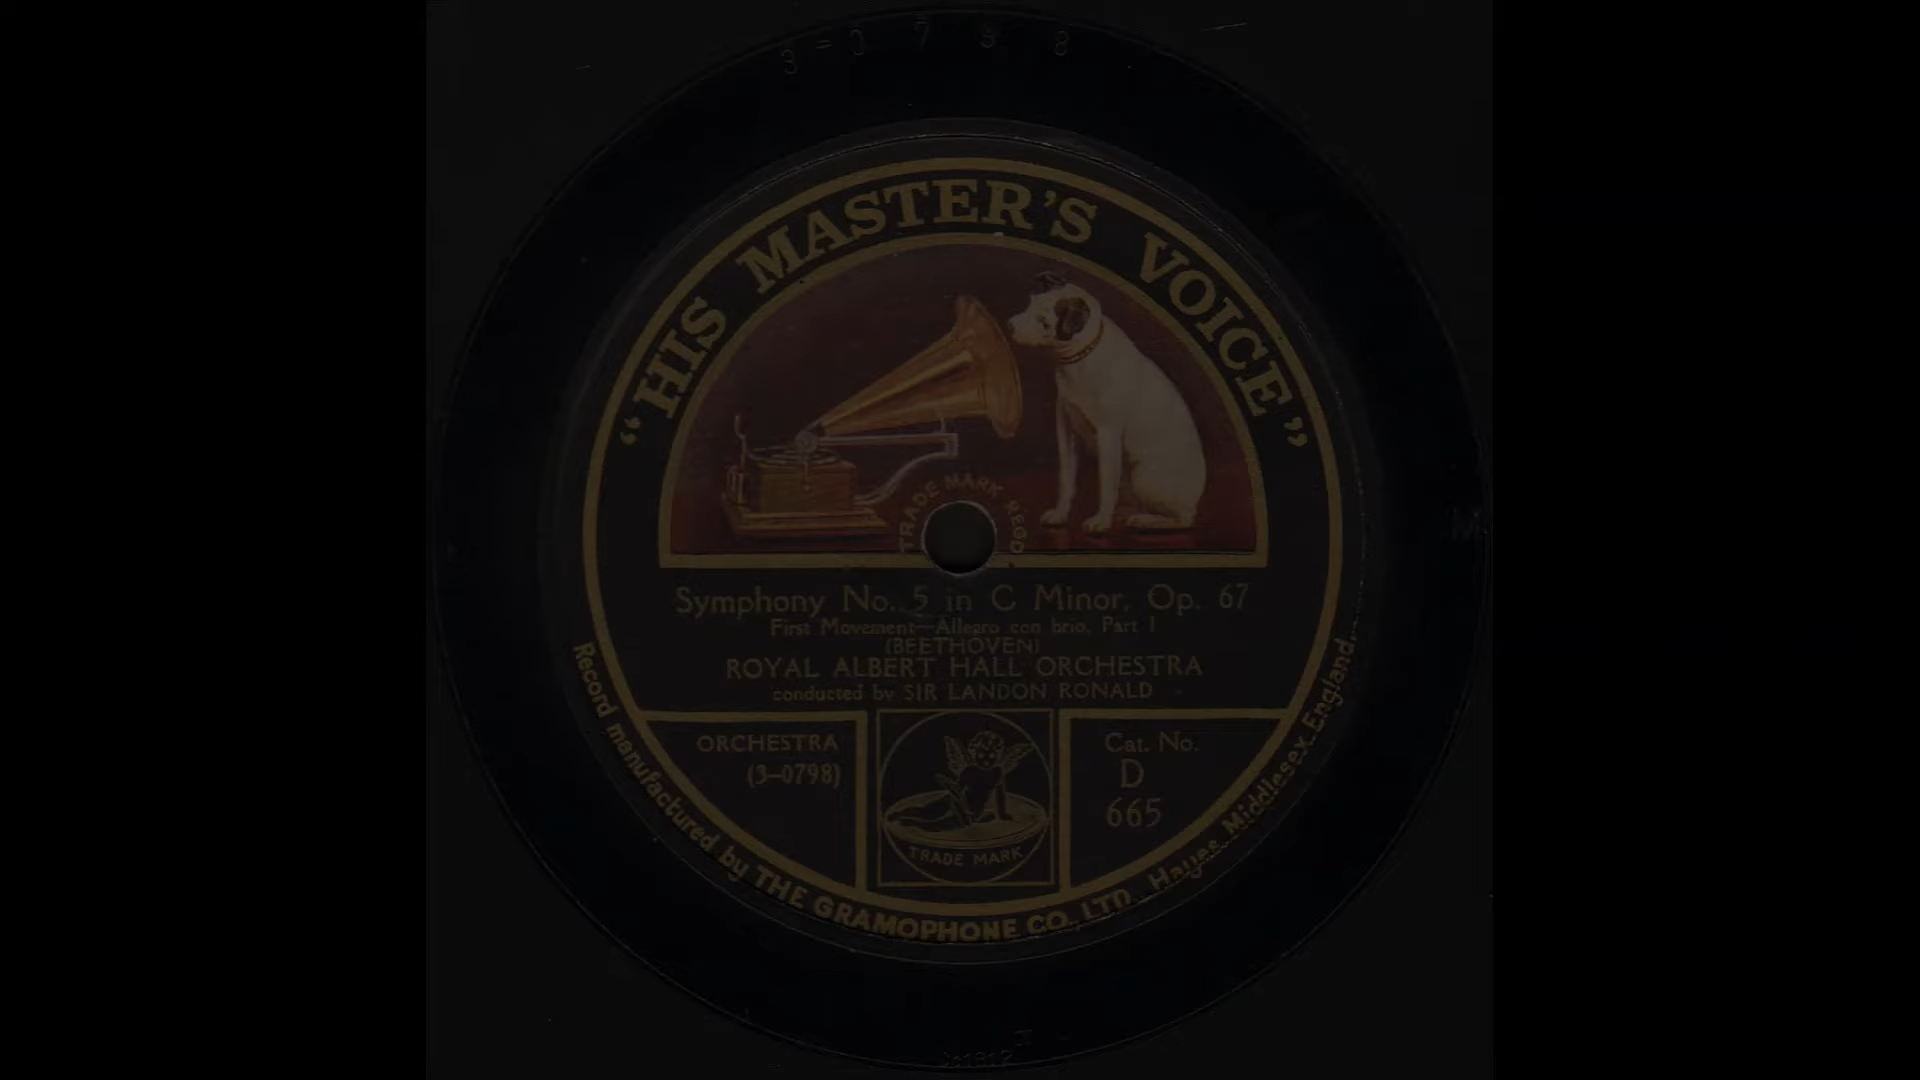 3-0798
“HIS MASTER'S VOICE”
TRADE MARK REGD
Symphony No. 5 in C Minor, Op. 67
First Movement—Allegro con brio, Part 1
(BEETHOVEN)
ROYAL ALBERT HALL ORCHESTRA
conducted by SIR LANDON RONALD
ORCHESTRA
(3–0798)
TRADE MARK
Cat. No.
D
665
Record manufactured by THE GRAMOPHONE CO., LTD., Hayes, Middlesex, England.